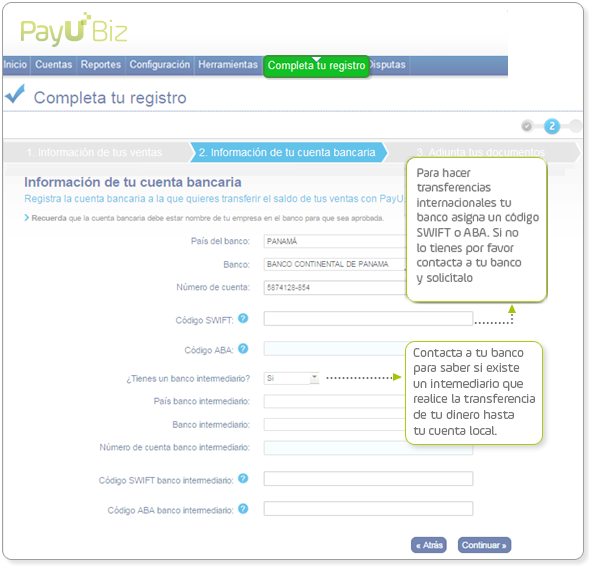 PayU Biz
Inicio Cuentas Reportes Configuración Herramientas Completa tu registro Disputas
Completa tu registro
2
1. Información de tus ventas 2. Información de tu cuenta bancaria 3. Adjunta tus documentos
Información de tu cuenta bancaria
Registra la cuenta bancaria a la que quieres transferir el saldo de tus ventas con PayU.
Recuerda que la cuenta bancaria debe estar nombre de tu empresa en el banco para que sea aprobada.
Para hacer
transferencias
internacionales tu
banco asigna un código
SWIFT o ABA. Si no
lo tienes por favor
contacta a tu banco
y solicítalo
País del banco: PANAMÁ
Banco: BANCO CONTINENTAL DE PANAMA
Número de cuenta: 5874128-654
Código SWIFT: ?
Código ABA: ?
¿Tienes un banco intermediario? Si
Contacta a tu banco
para saber si existe
un intemediario que
realice la transferencia
de tu dinero hasta
tu cuenta local.
País banco intermediario:
Banco intermediario:
Número de cuenta banco intermediario:
Código SWIFT banco intermediario: ?
Código ABA banco intermediario: ?
« Atrás Continuar »